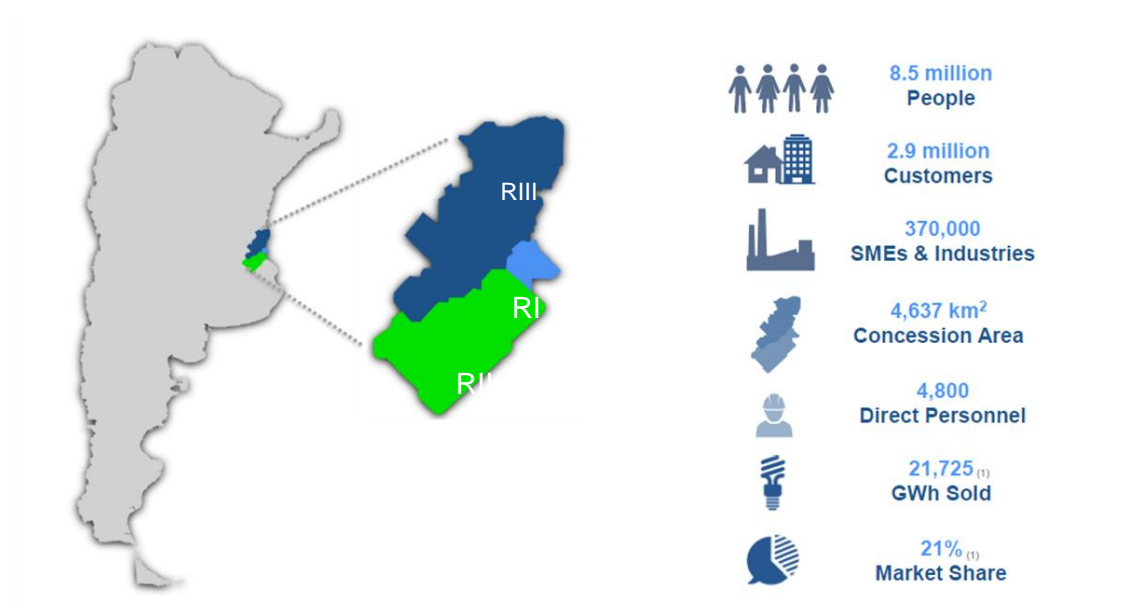 RIII
RI
RII
8.5 million
People
2.9 million
Customers
370,000
SMEs & Industries
4,637 km²
Concession Area
4,800
Direct Personnel
21,725 (1)
GWh Sold
21% (1)
Market Share